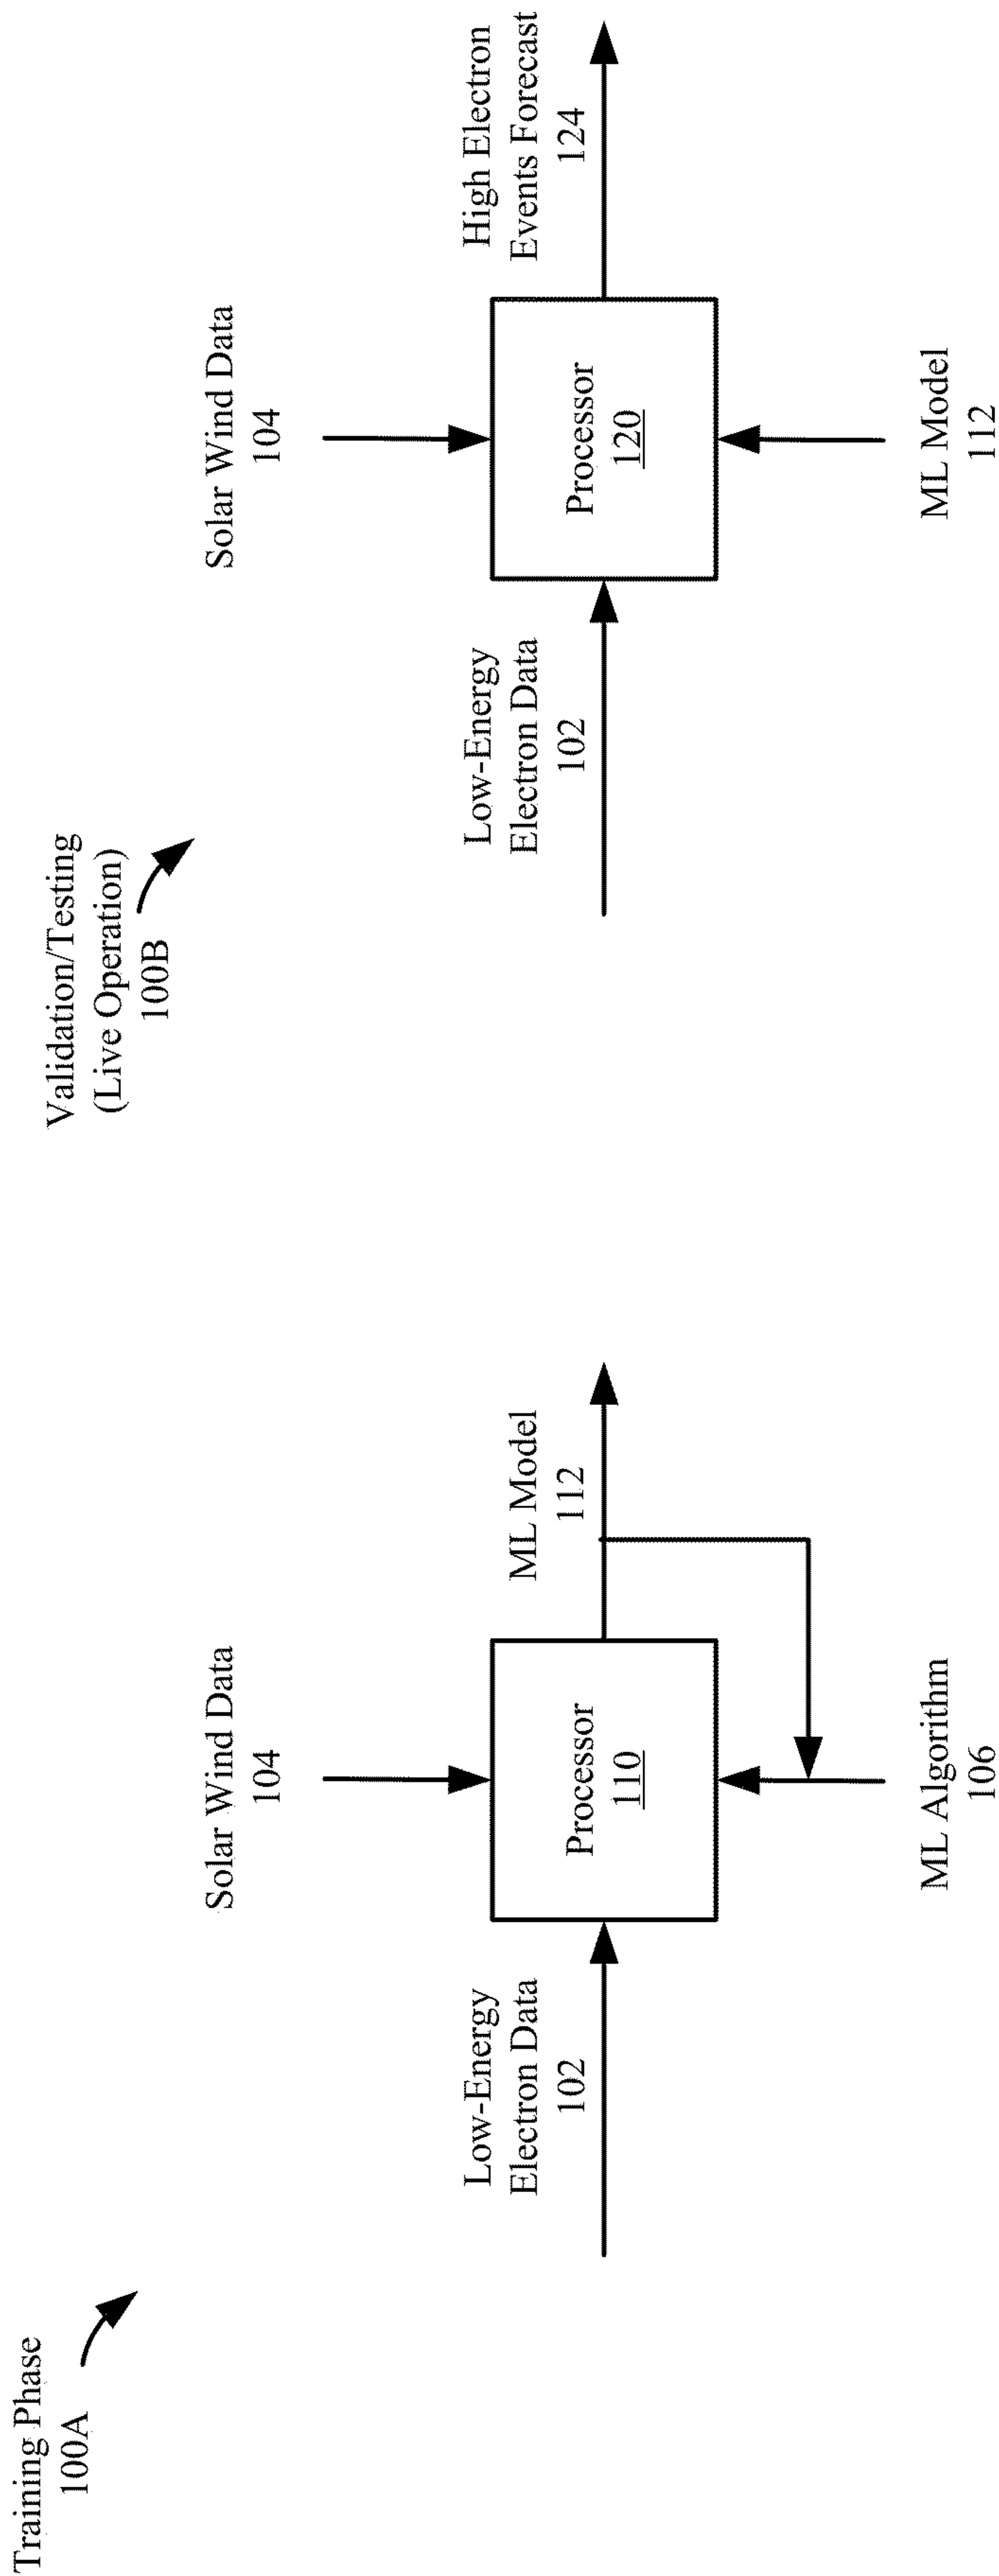 Training Phase
100A
Solar Wind Data
104
Low-Energy
Electron Data
102
Processor
110
ML Model
112
ML Algorithm
106
Validation/Testing
(Live Operation)
100B
Solar Wind Data
104
Low-Energy
Electron Data
102
Processor
120
High Electron
Events Forecast
124
ML Model
112